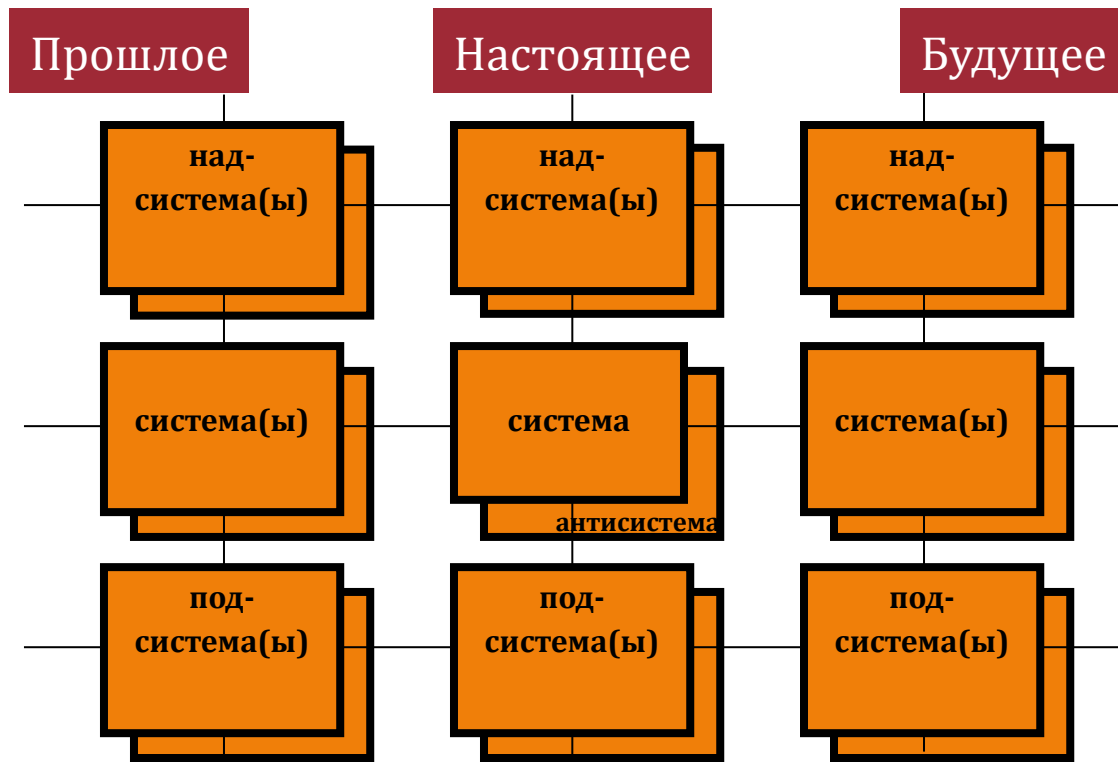 Прошлое
Настоящее
Будущее
над-
система(ы)
над-
система(ы)
над-
система(ы)
система(ы)
система
антисистема
система(ы)
под-
система(ы)
под-
система(ы)
под-
система(ы)